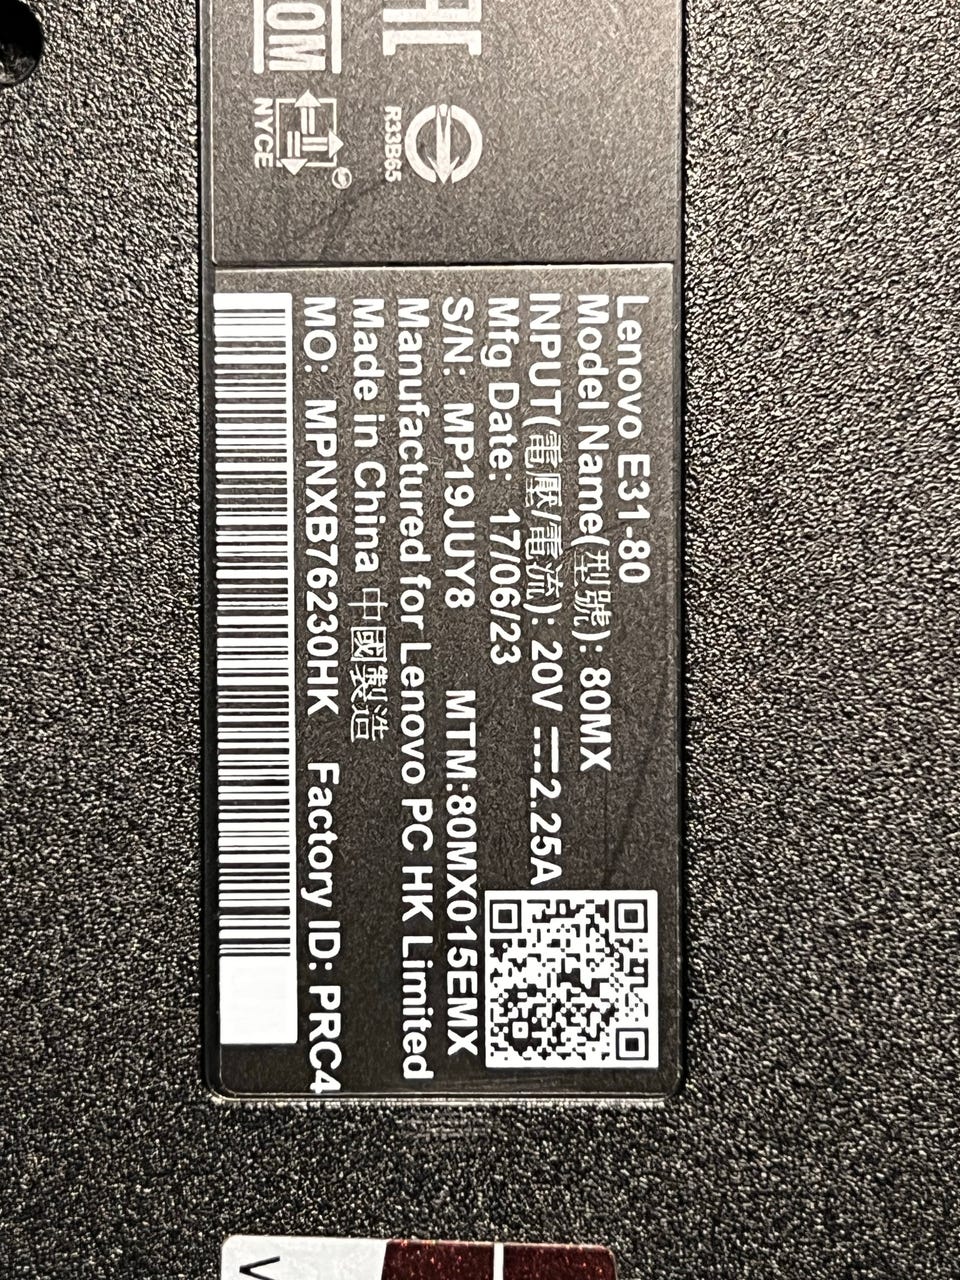 OM
NYCE
R33B65
Lenovo E31-80
Model Name(型號): 80MX
INPUT(電壓/電流): 20V ⎓2.25A
Mfg Date: 17/06/23
S/N: MP19JUY8 MTM:80MX015EMX
Manufactured for Lenovo PC HK Limited
Made in China 中國製造
MO: MPNXB76230HK Factory ID: PRC4
V